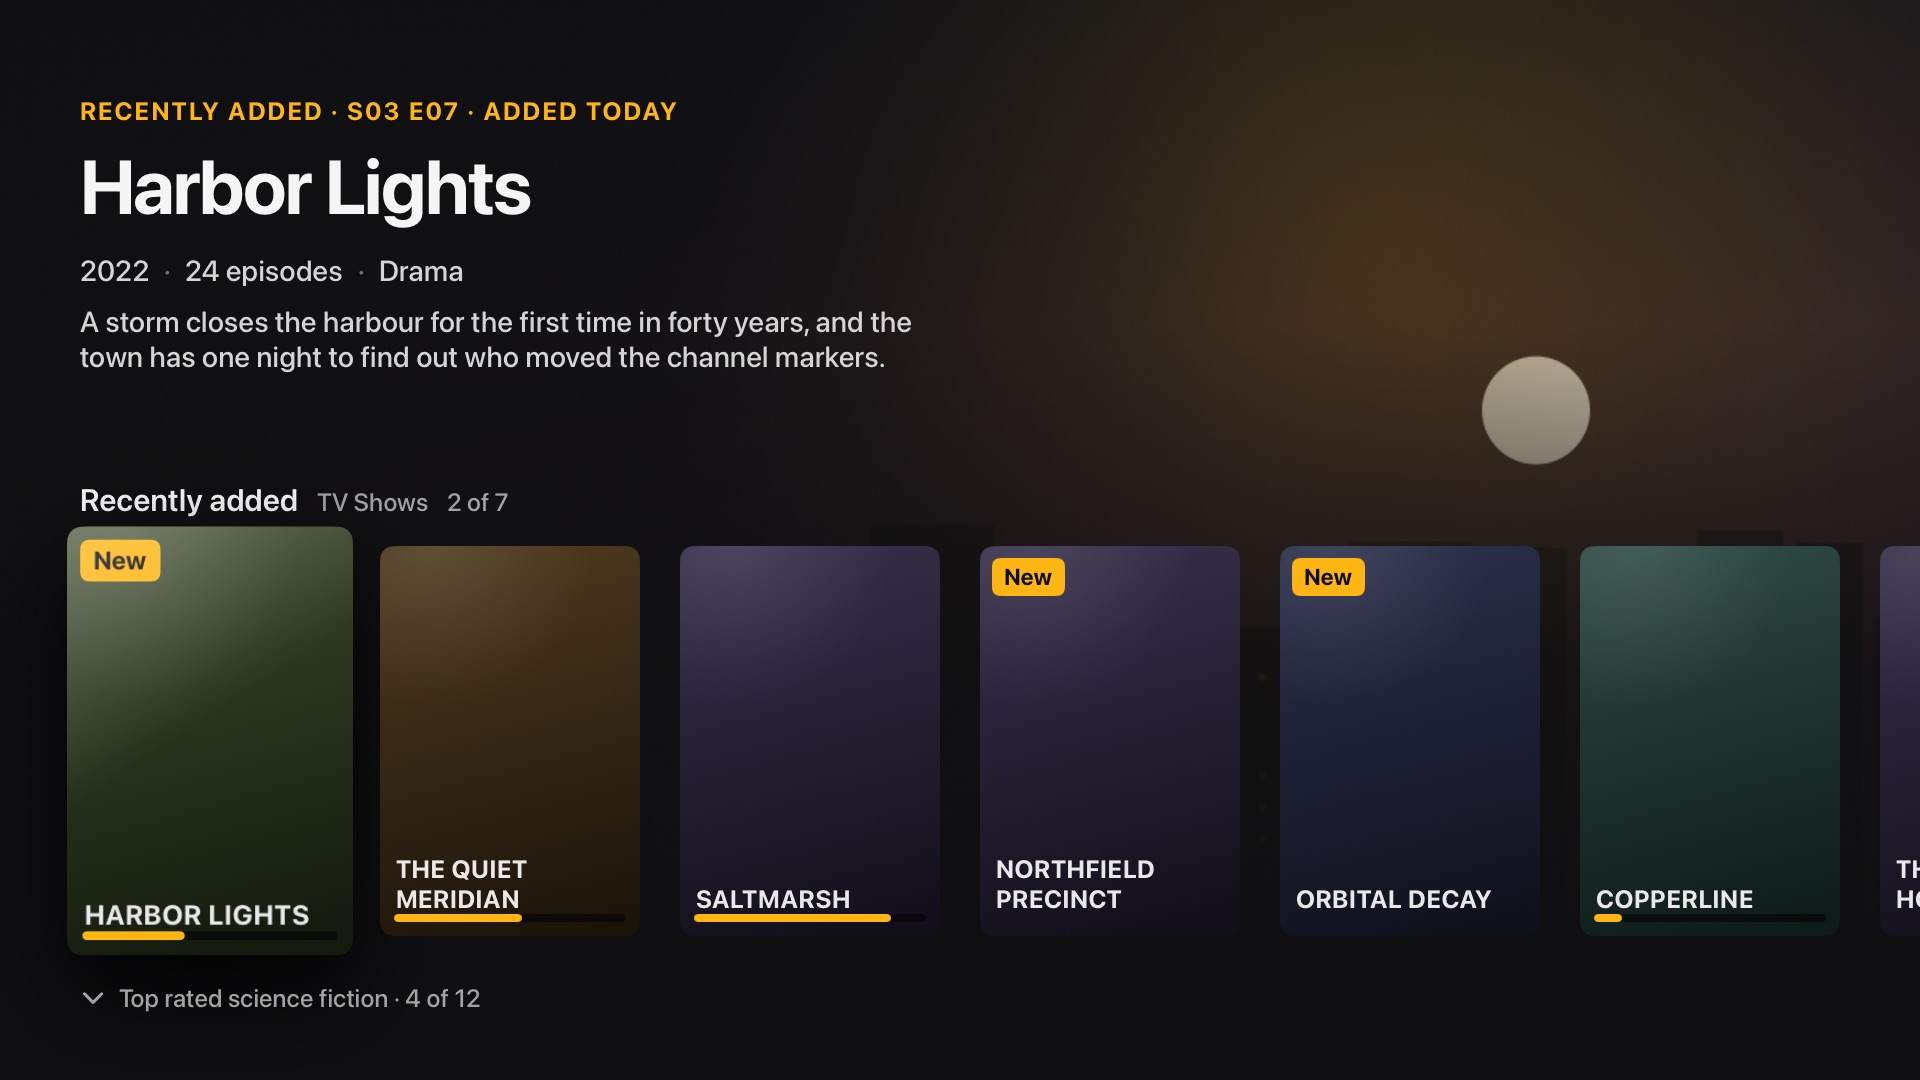 RECENTLY ADDED · S03 E07 · ADDED TODAY
Harbor Lights
2022 · 24 episodes · Drama
A storm closes the harbour for the first time in forty years, and the
town has one night to find out who moved the channel markers.
Recently added TV Shows 2 of 7
New
HARBOR LIGHTS
THE QUIET
MERIDIAN
SALTMARSH
New
NORTHFIELD
PRECINCT
New
ORBITAL DECAY
COPPERLINE
Top rated science fiction · 4 of 12